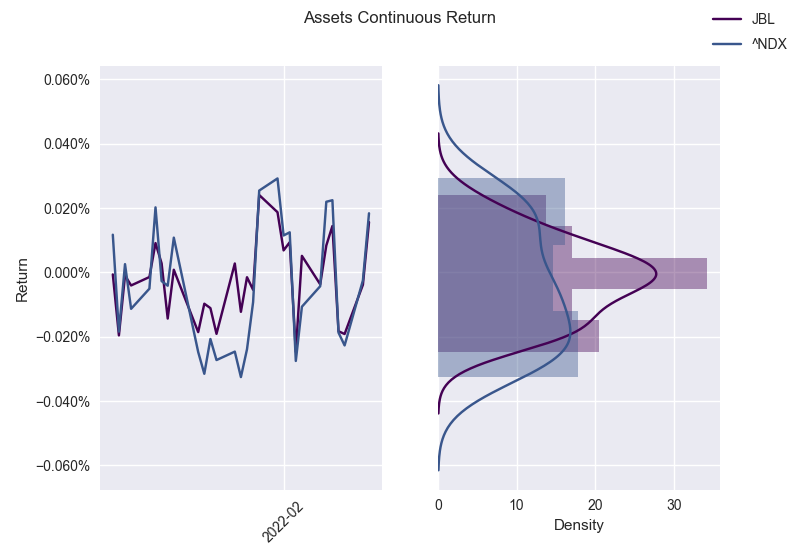 Assets Continuous Return
JBL
^NDX
0.060%
0.040%
0.020%
0.000%
−0.020%
−0.040%
−0.060%
Return
2022-02
0
10
20
30
Density